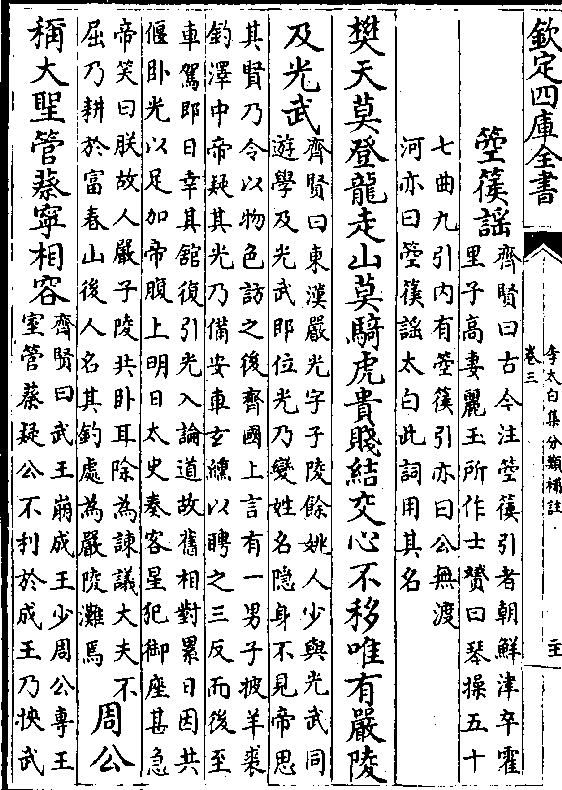 欽定四庫全書
李太白集分類補註
卷三
箜篌謠
齊賢曰古今注箜篌引者朝鮮津卒霍
里子高妻麗玉所作士贇曰琴操五十
七曲九引内有箜篌引亦曰公無渡
河亦曰箜篌謠太白此詞用其名
樊天莫登龍走山莫騎虎貴賤結交心不移唯有嚴陵
及光武
齊賢曰東漢嚴光字子陵餘姚人少與光武同
遊學及光武即位光乃變姓名隐身不見帝思
其賢乃令以物色訪之後齊國上言有一男子披羊裘
釣澤中帝疑其光乃備安車玄纁以聘之三反而後至
車駕即日幸其館復引光入論道故舊相對累日因共
偃卧光以足加帝腹上明日太史奏客星犯御座甚急
帝笑曰朕故人嚴子陵共卧耳除為諫議大夫不
屈乃耕於富春山後人名其釣處為嚴陵灘焉
周公
稱大聖管蔡寧相容
齊賢曰武王崩成王少周公專王
室管蔡疑公不利於成王乃挾武